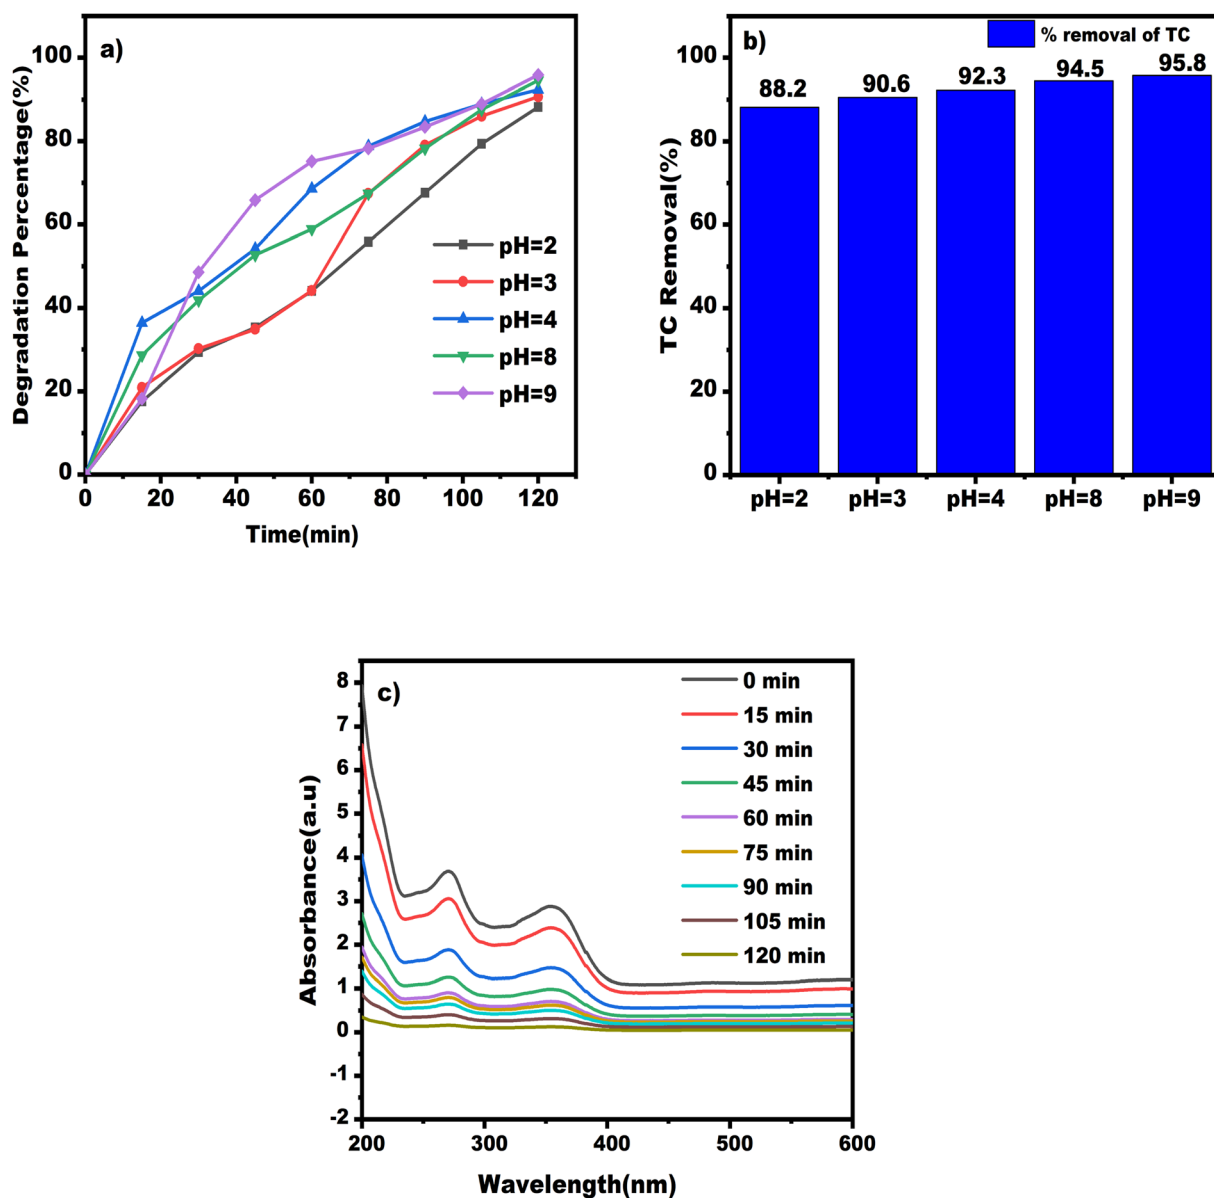 a)
Degradation Percentage(%)
100
80
60
40
20
0
pH=2
pH=3
pH=4
pH=8
pH=9
0 20 40 60 80 100 120
Time(min)
b)
% removal of TC
TC Removal(%)
100
80
60
40
20
0
88.2 90.6 92.3 94.5 95.8
pH=2 pH=3 pH=4 pH=8 pH=9
c)
Absorbance(a.u)
8
7
6
5
4
3
2
1
0
-1
-2
0 min
15 min
30 min
45 min
60 min
75 min
90 min
105 min
120 min
200 300 400 500 600
Wavelength(nm)